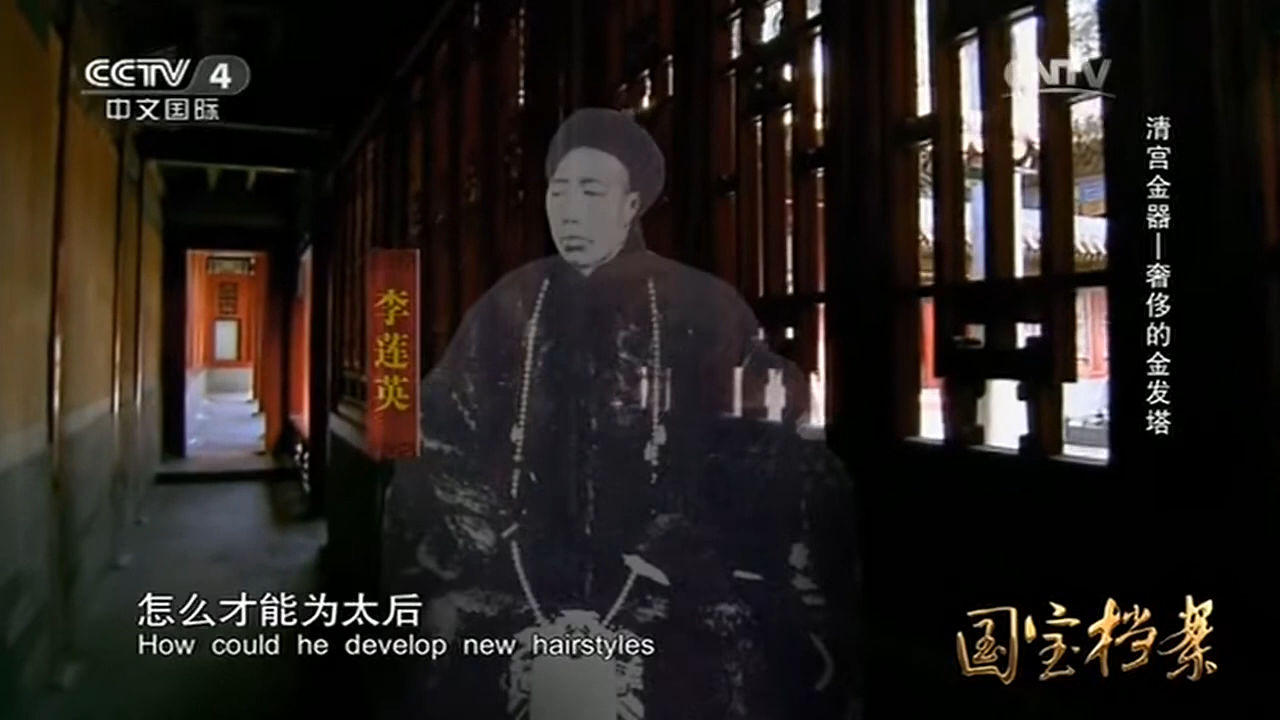 CCTV 4
中文国际
CNTV
清宫金器—奢侈的金发塔
李莲英
怎么才能为太后
How could he develop new hairstyles
国宝档案